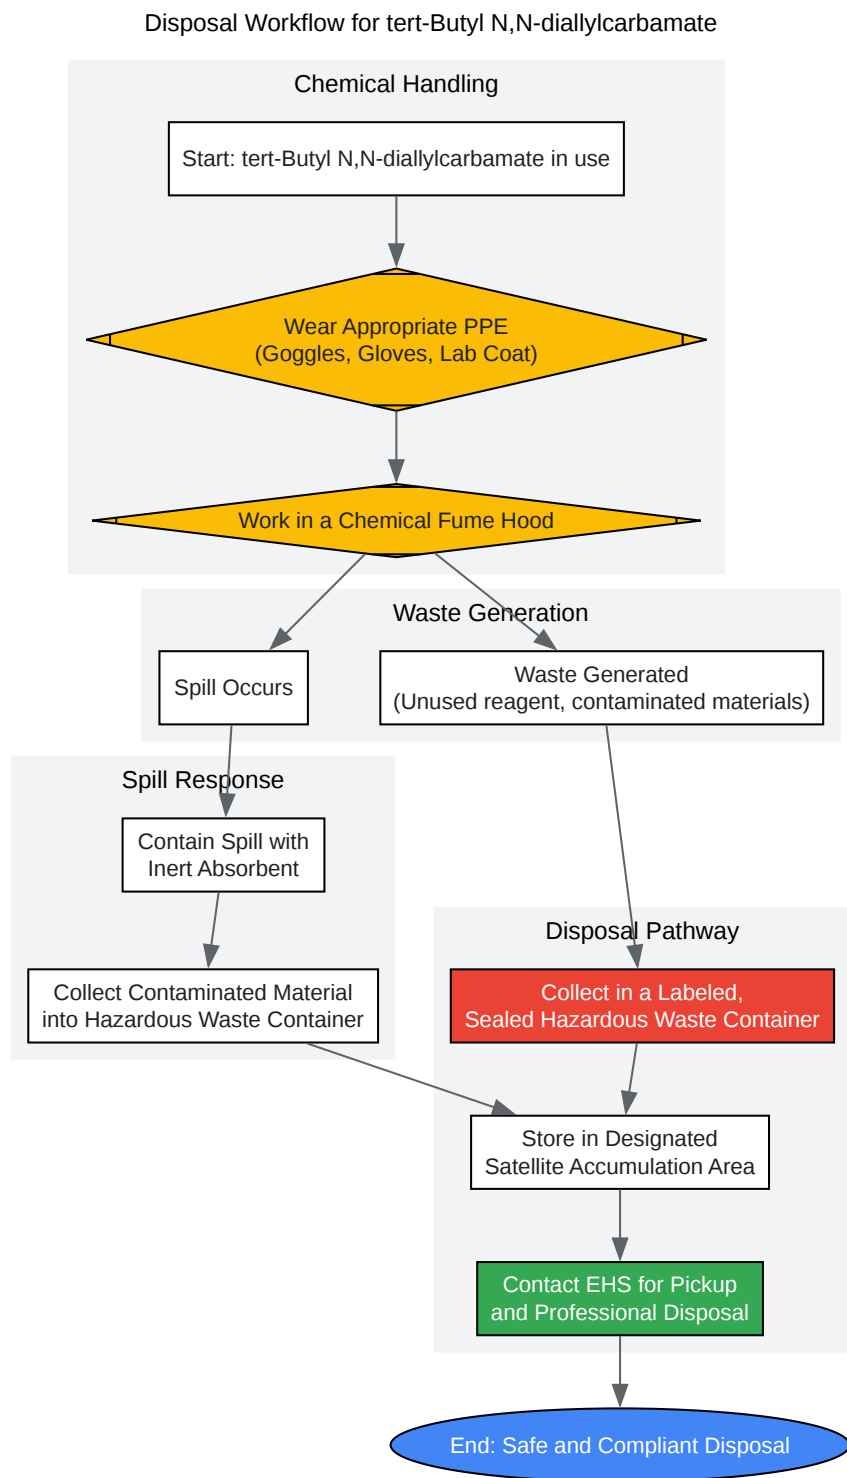 Disposal Workflow for tert-Butyl N,N-diallylcarbamate
Chemical Handling
Start: tert-Butyl N,N-diallylcarbamate in use
Wear Appropriate PPE
(Goggles, Gloves, Lab Coat)
Work in a Chemical Fume Hood
Waste Generation
Spill Occurs
Waste Generated
(Unused reagent, contaminated materials)
Spill Response
Contain Spill with
Inert Absorbent
Collect Contaminated Material
into Hazardous Waste Container
Disposal Pathway
Collect in a Labeled,
Sealed Hazardous Waste Container
Store in Designated
Satellite Accumulation Area
Contact EHS for Pickup
and Professional Disposal
End: Safe and Compliant Disposal